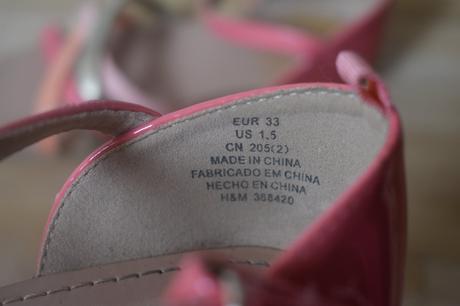 EUR 33
US 1.5
CN 205(2)
MADE IN CHINA
FABRICADO EM CHINA
HECHO EN CHINA
H&M 368420